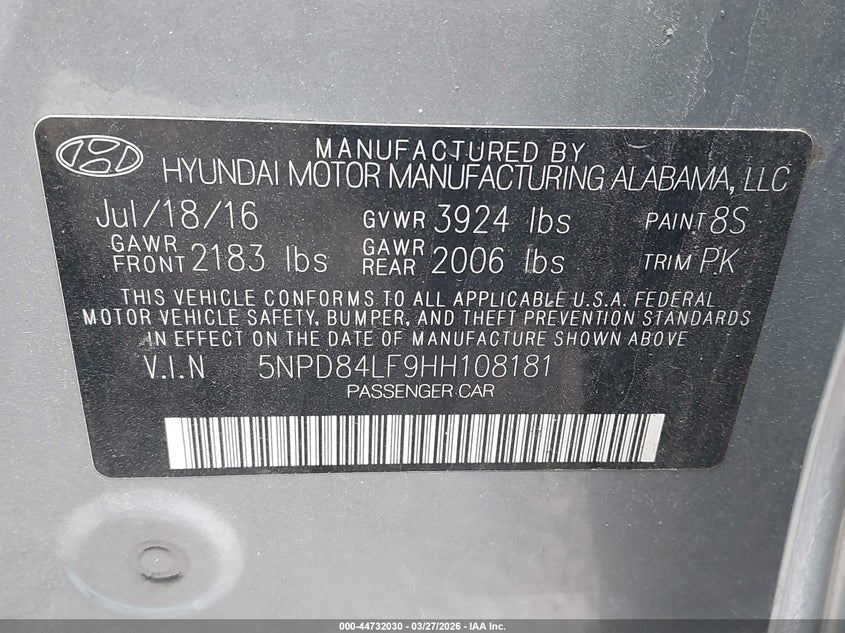 MANUFACTURED BY
HYUNDAI MOTOR MANUFACTURING ALABAMA, LLC
Jul/18/16 GVWR 3924 lbs PAINT 8S
GAWR FRONT 2183 lbs GAWR REAR 2006 lbs TRIM PK
THIS VEHICLE CONFORMS TO ALL APPLICABLE U.S.A. FEDERAL
MOTOR VEHICLE SAFETY, BUMPER, AND THEFT PREVENTION STANDARDS
IN EFFECT ON THE DATE OF MANUFACTURE SHOWN ABOVE
V.I.N 5NPD84LF9HH108181
PASSENGER CAR
000-44732030 — 03/27/2026 — IAA Inc.